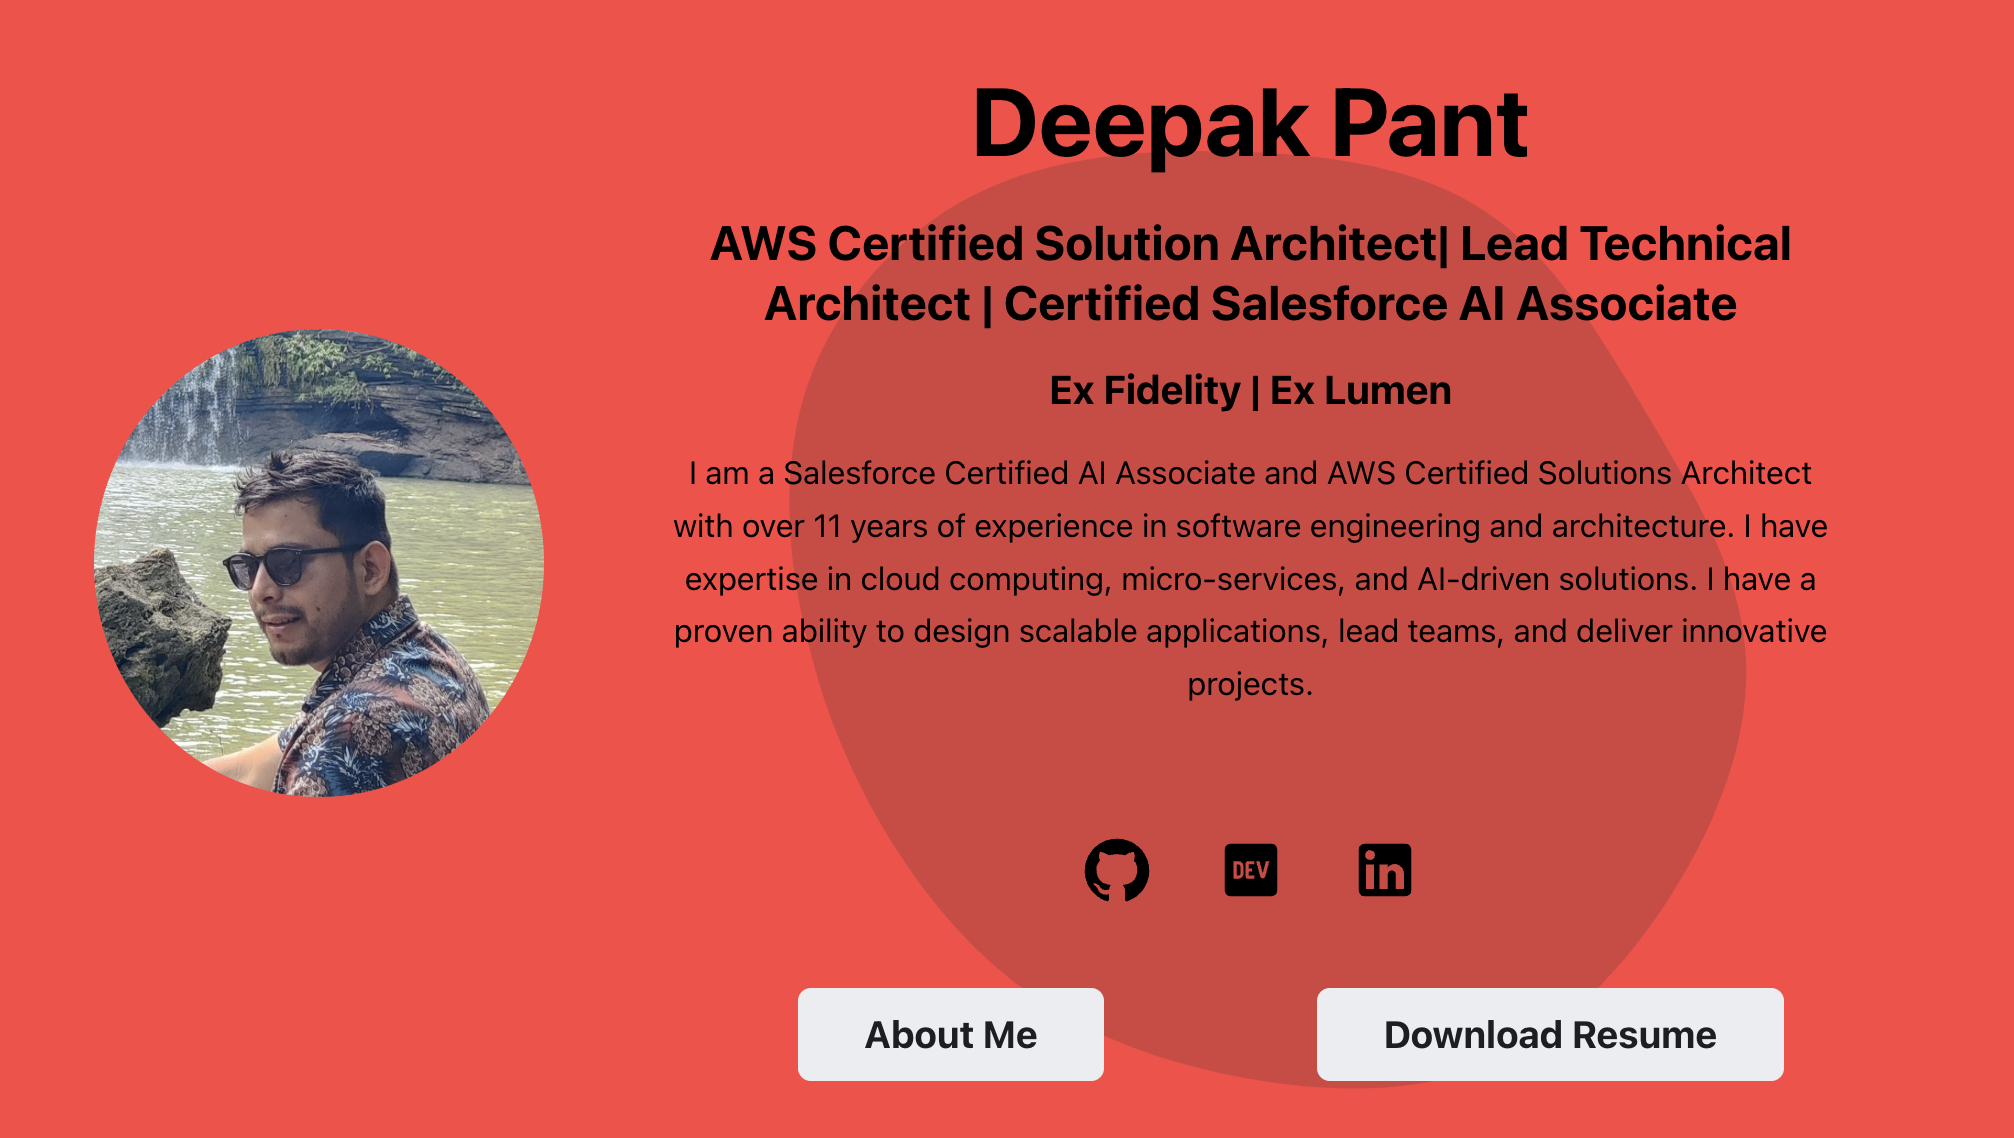 Deepak Pant
AWS Certified Solution Architect| Lead Technical
Architect | Certified Salesforce AI Associate
Ex Fidelity | Ex Lumen
I am a Salesforce Certified AI Associate and AWS Certified Solutions Architect
with over 11 years of experience in software engineering and architecture. I have
expertise in cloud computing, micro-services, and AI-driven solutions. I have a
proven ability to design scalable applications, lead teams, and deliver innovative
projects.
DEV
in
About Me
Download Resume